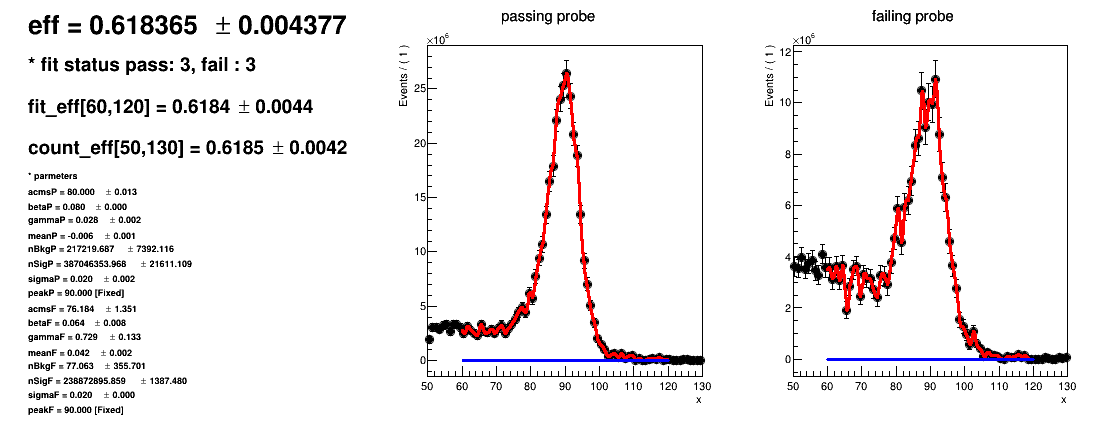 eff = 0.618365 ± 0.004377
* fit status pass: 3, fail : 3
fit_eff[60,120] = 0.6184 ± 0.0044
count_eff[50,130] = 0.6185 ± 0.0042
* parmeters
acmsP = 80.000 ± 0.013
betaP = 0.080 ± 0.000
gammaP = 0.028 ± 0.002
meanP = -0.006 ± 0.001
nBkgP = 217219.687 ± 7392.116
nSigP = 387046353.968 ± 21611.109
sigmaP = 0.020 ± 0.002
peakP = 90.000 [Fixed]
acmsF = 76.184 ± 1.351
betaF = 0.064 ± 0.008
gammaF = 0.729 ± 0.133
meanF = 0.042 ± 0.002
nBkgF = 77.063 ± 355.701
nSigF = 238872895.859 ± 1387.480
sigmaF = 0.020 ± 0.000
peakF = 90.000 [Fixed]
passing probe
×10⁶
Events / ( 1 )
25
20
15
10
5
0
50 60 70 80 90 100 110 120 130
x
failing probe
×10⁶
Events / ( 1 )
12
10
8
6
4
2
0
50 60 70 80 90 100 110 120 130
x